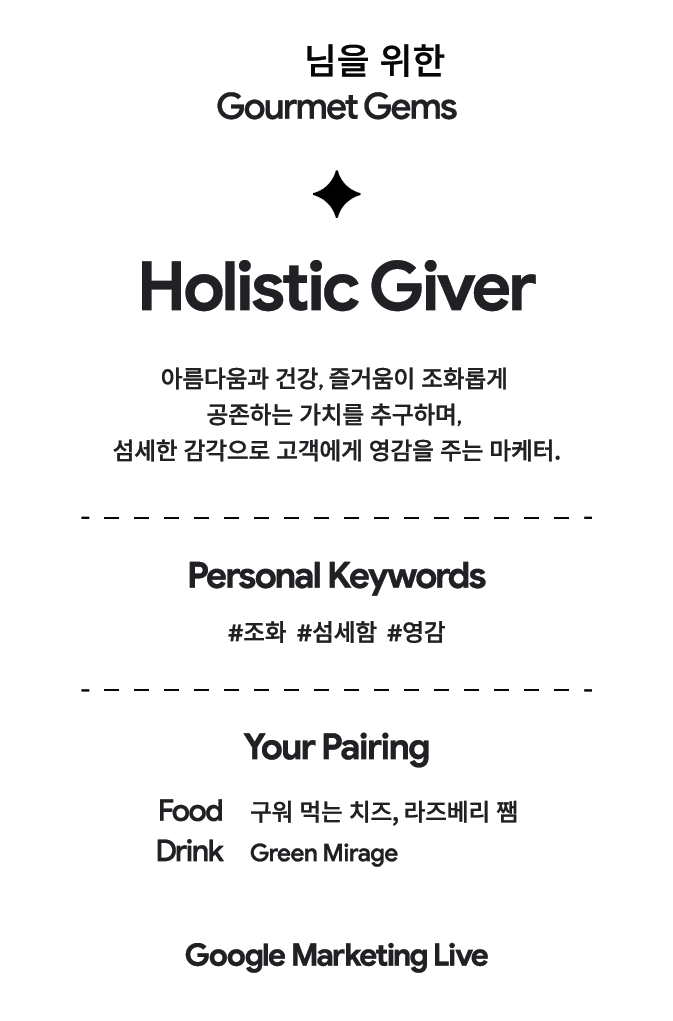 님을 위한
Gourmet Gems
Holistic Giver
아름다움과 건강, 즐거움이 조화롭게
공존하는 가치를 추구하며,
섬세한 감각으로 고객에게 영감을 주는 마케터.
Personal Keywords
#조화 #섬세함 #영감
Your Pairing
Food 구워 먹는 치즈, 라즈베리 쨈
Drink Green Mirage
Google Marketing Live